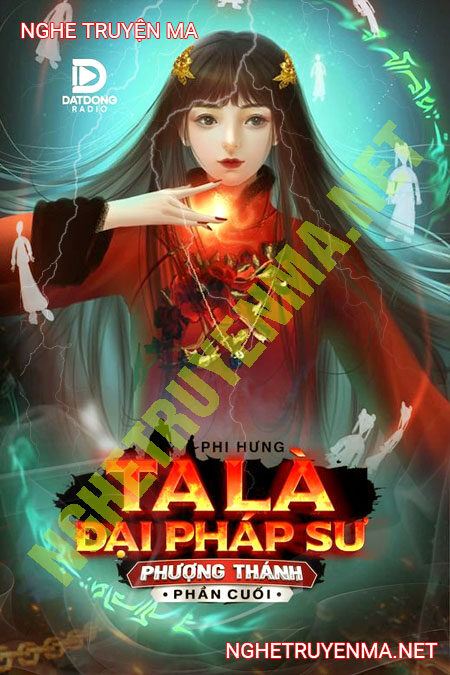 NGHE TRUYỆN MA
DATDONG
RADIO
NGHETRUYENMA.NET
PHI HƯNG
TA LÀ
ĐẠI PHÁP SƯ
PHƯỢNG THÁNH
• PHẦN CUỐI •
NGHETRUYENMA.NET